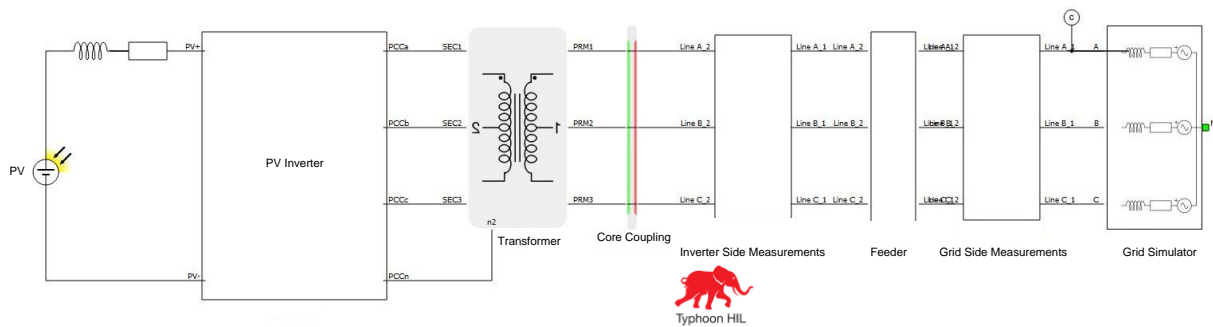 PV+
PCCa
SEC1
PRM1
Line A_2
Line A_1
Line A_2
Line A_1
A
C
2
1
PCCb
SEC2
PRM2
Line B_2
Line B_1
Line B_2
Line B_1
B
PV
PV Inverter
PCCc
SEC3
PRM3
Line C_2
Line C_1
Line C_2
Line C_1
C
n2
Transformer
Core Coupling
Inverter Side Measurements
Feeder
Grid Side Measurements
Grid Simulator
PV-
PCCn
Typhoon HIL